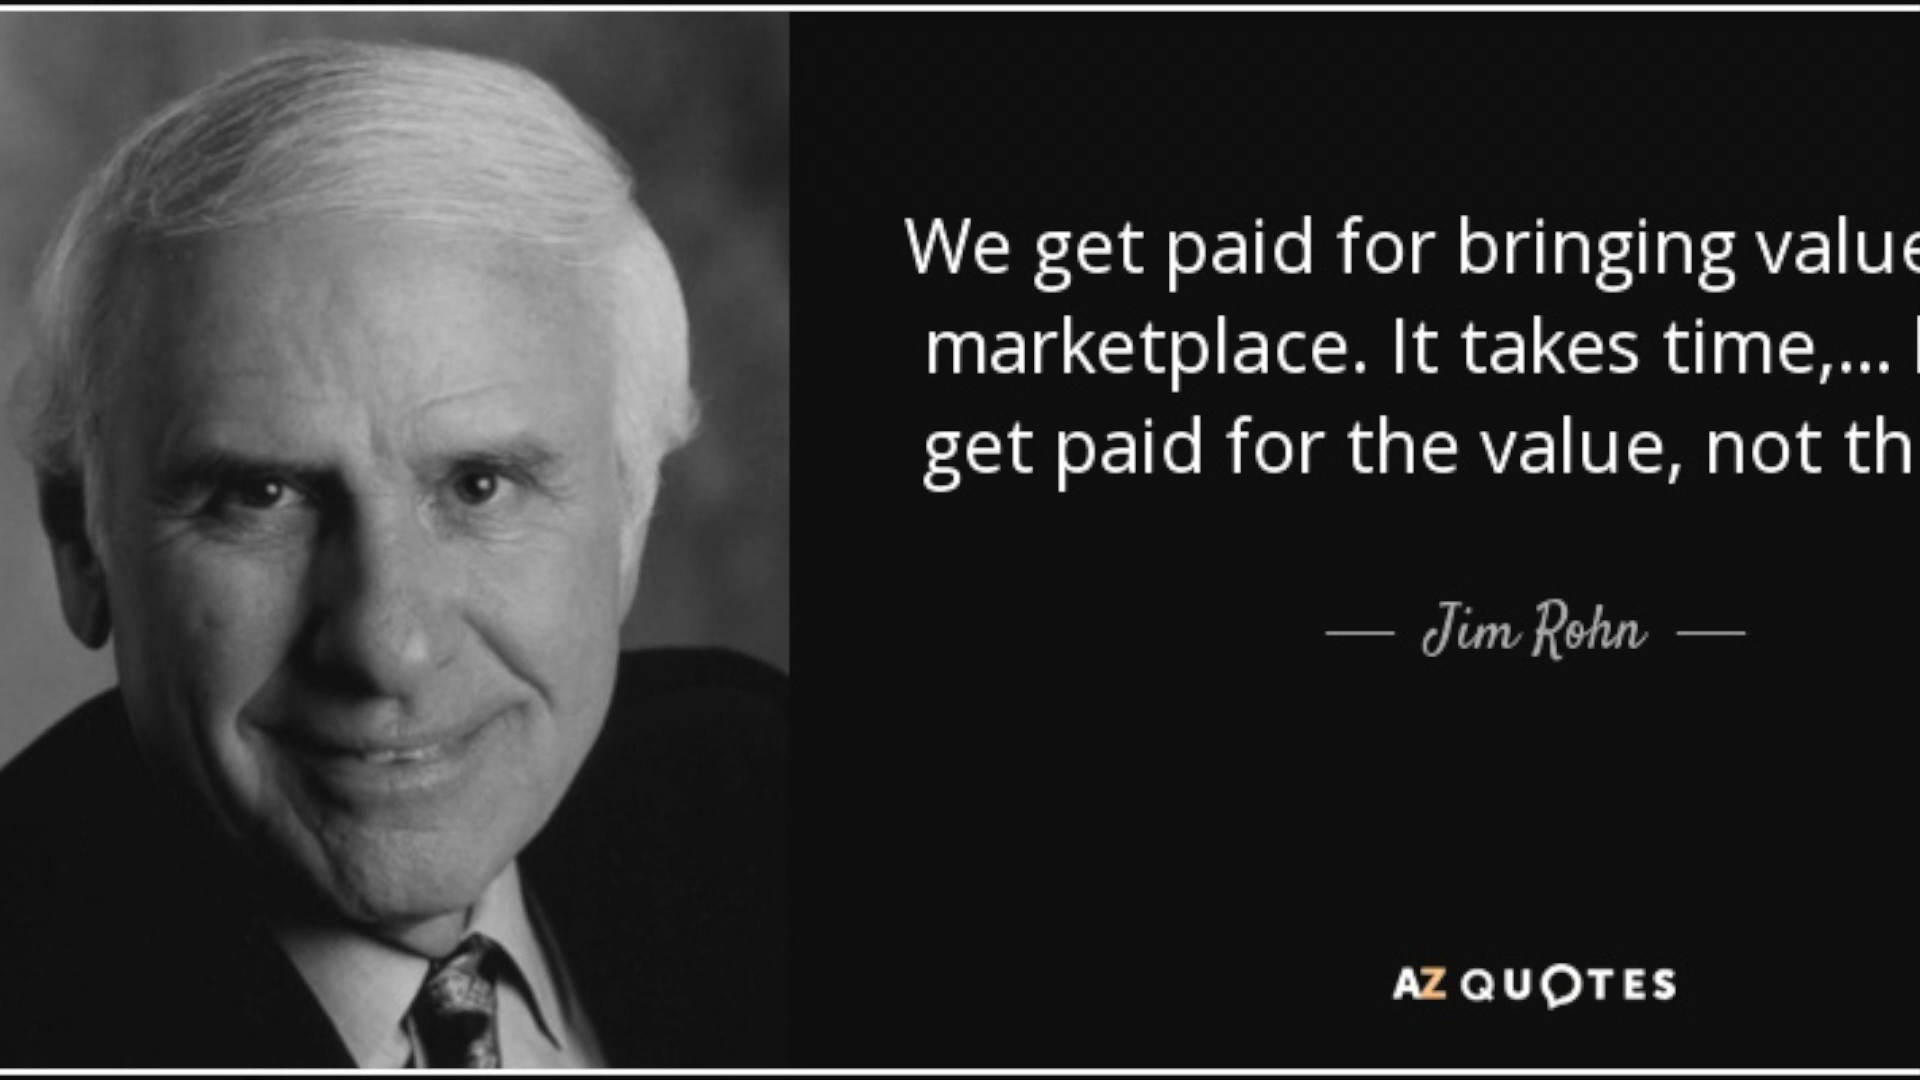 We get paid for bringing value
marketplace. It takes time,...
get paid for the value, not th
Jim Rohn
AZ QUOTES